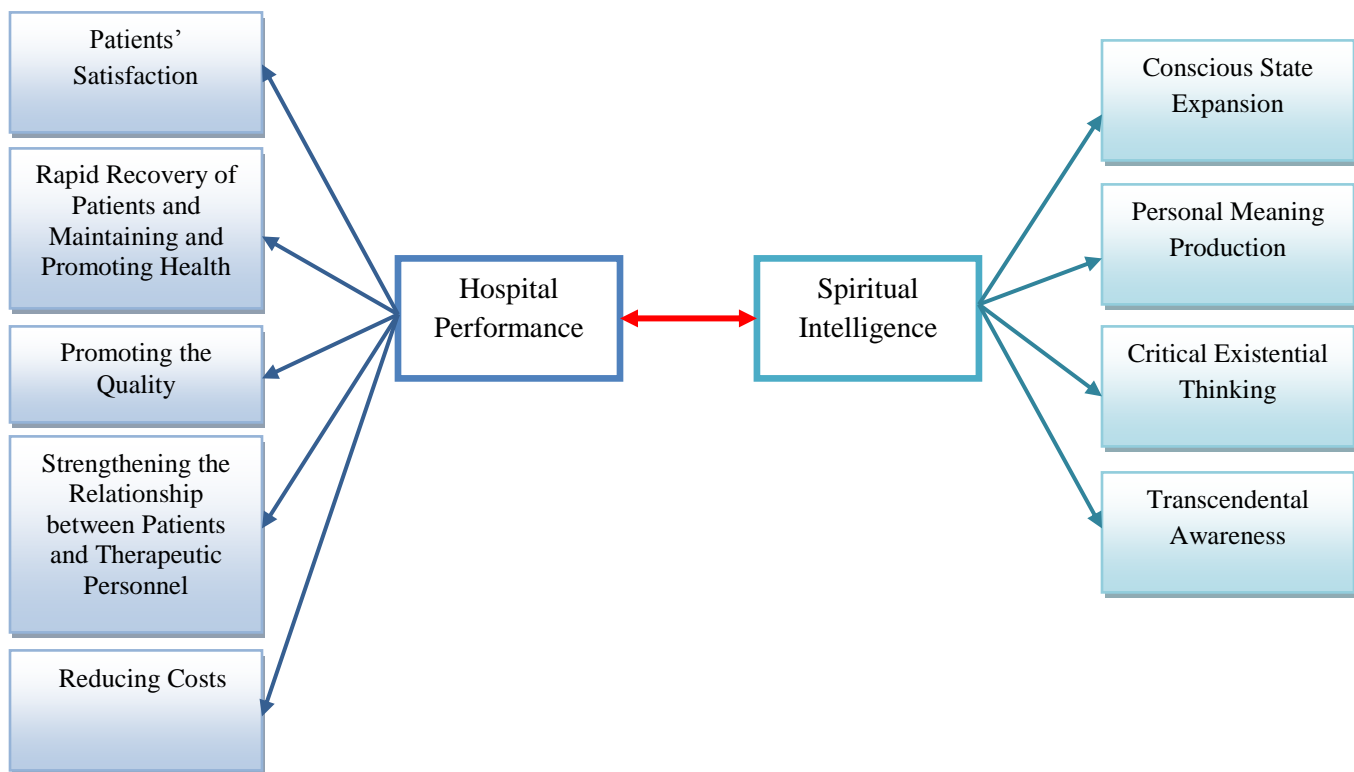 Patients’
Satisfaction
Rapid Recovery of
Patients and
Maintaining and
Promoting Health
Promoting the
Quality
Strengthening the
Relationship
between Patients
and Therapeutic
Personnel
Reducing Costs
Hospital
Performance
Spiritual
Intelligence
Conscious State
Expansion
Personal Meaning
Production
Critical Existential
Thinking
Transcendental
Awareness